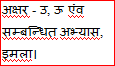 अक्षर - उ, ऊ एंव
सम्बन्धित अभ्यास,
इमला।